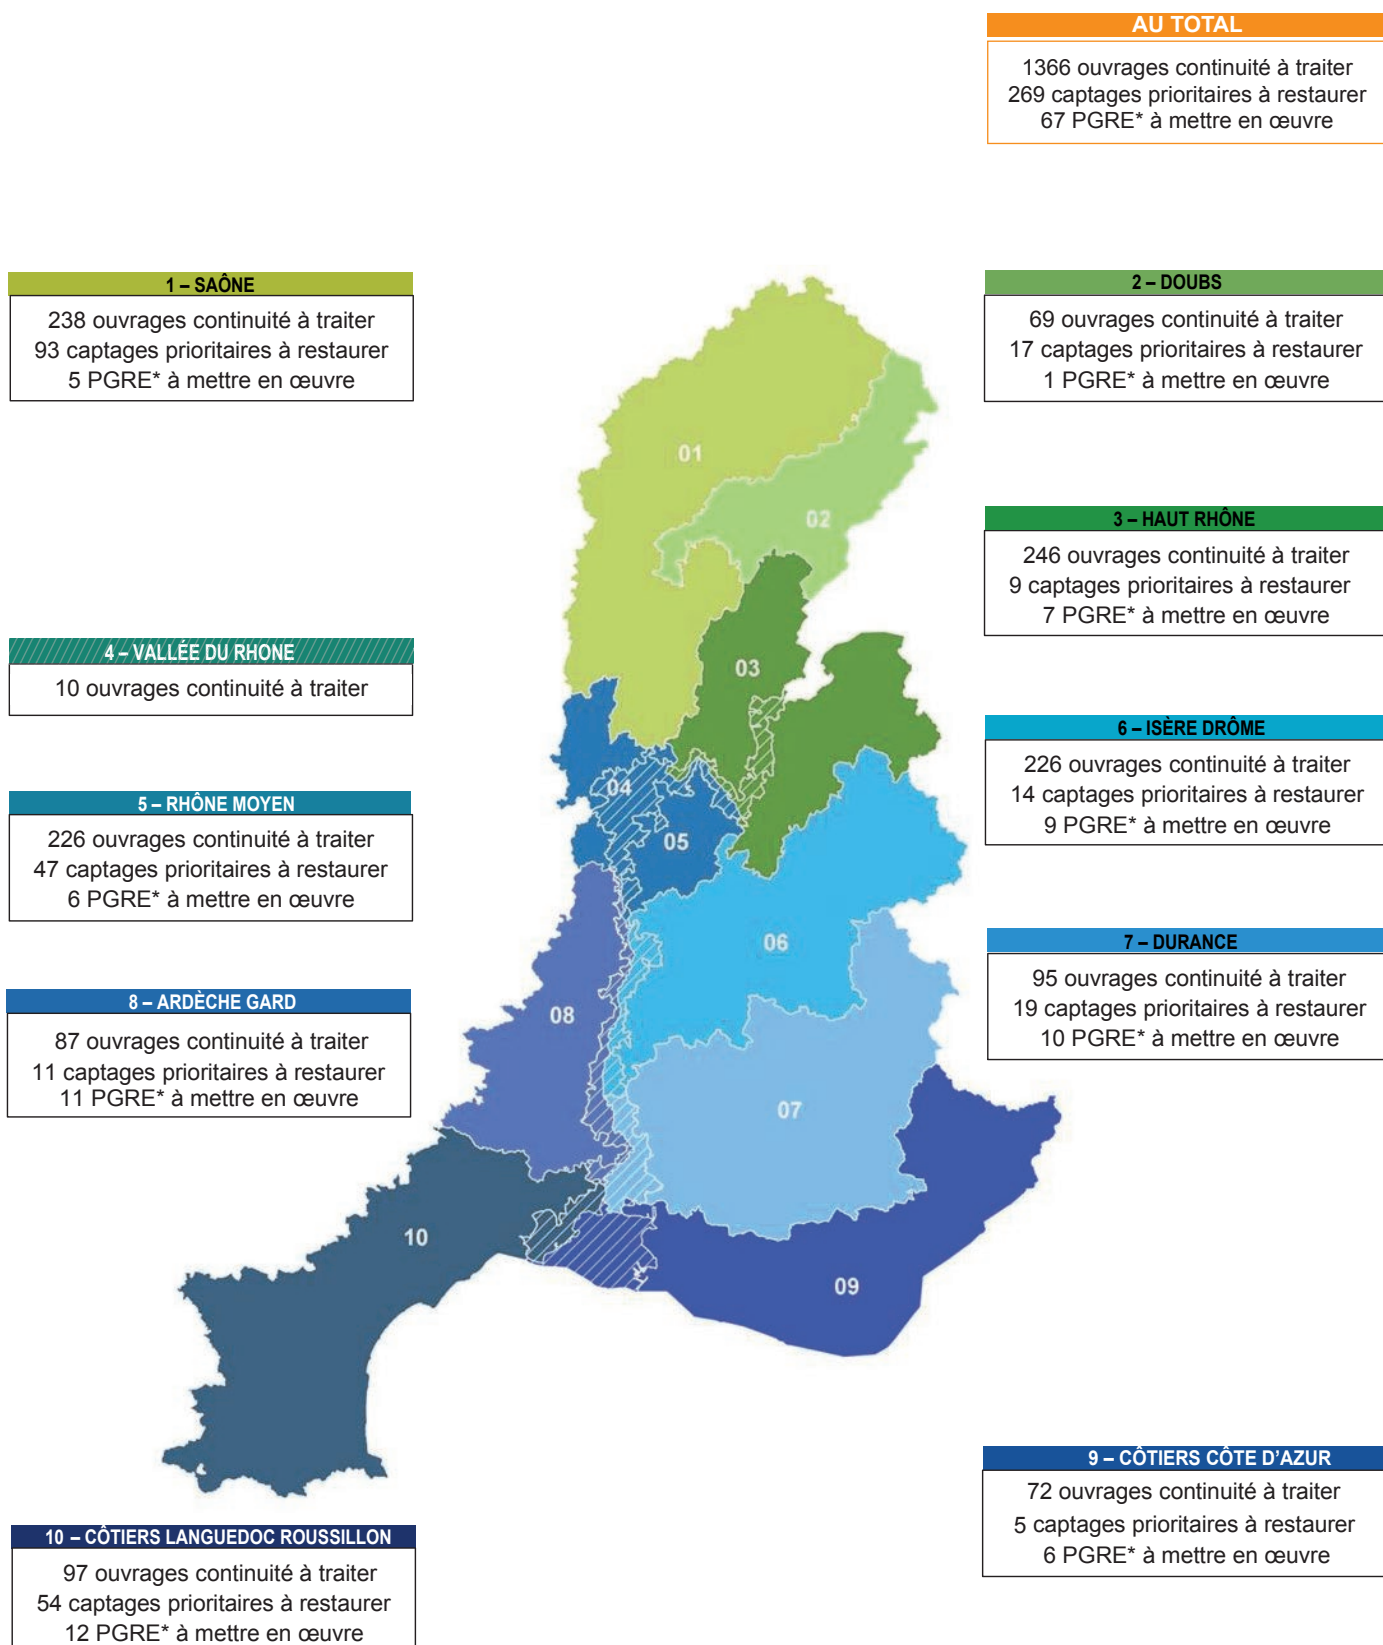 AU TOTAL
1366 ouvrages continuité à traiter
269 captages prioritaires à restaurer
67 PGRE* à mettre en œuvre
1 – SAÔNE
238 ouvrages continuité à traiter
93 captages prioritaires à restaurer
5 PGRE* à mettre en œuvre
2 – DOUBS
69 ouvrages continuité à traiter
17 captages prioritaires à restaurer
1 PGRE* à mettre en œuvre
3 – HAUT RHÔNE
246 ouvrages continuité à traiter
9 captages prioritaires à restaurer
7 PGRE* à mettre en œuvre
4 – VALLÉE DU RHONE
10 ouvrages continuité à traiter
5 – RHÔNE MOYEN
226 ouvrages continuité à traiter
47 captages prioritaires à restaurer
6 PGRE* à mettre en œuvre
6 – ISÈRE DRÔME
226 ouvrages continuité à traiter
14 captages prioritaires à restaurer
9 PGRE* à mettre en œuvre
7 – DURANCE
95 ouvrages continuité à traiter
19 captages prioritaires à restaurer
10 PGRE* à mettre en œuvre
8 – ARDÈCHE GARD
87 ouvrages continuité à traiter
11 captages prioritaires à restaurer
11 PGRE* à mettre en œuvre
9 – CÔTIERS CÔTE D'AZUR
72 ouvrages continuité à traiter
5 captages prioritaires à restaurer
6 PGRE* à mettre en œuvre
10 – CÔTIERS LANGUEDOC ROUSSILLON
97 ouvrages continuité à traiter
54 captages prioritaires à restaurer
12 PGRE* à mettre en œuvre
01
02
03
04
05
06
08
07
10
09